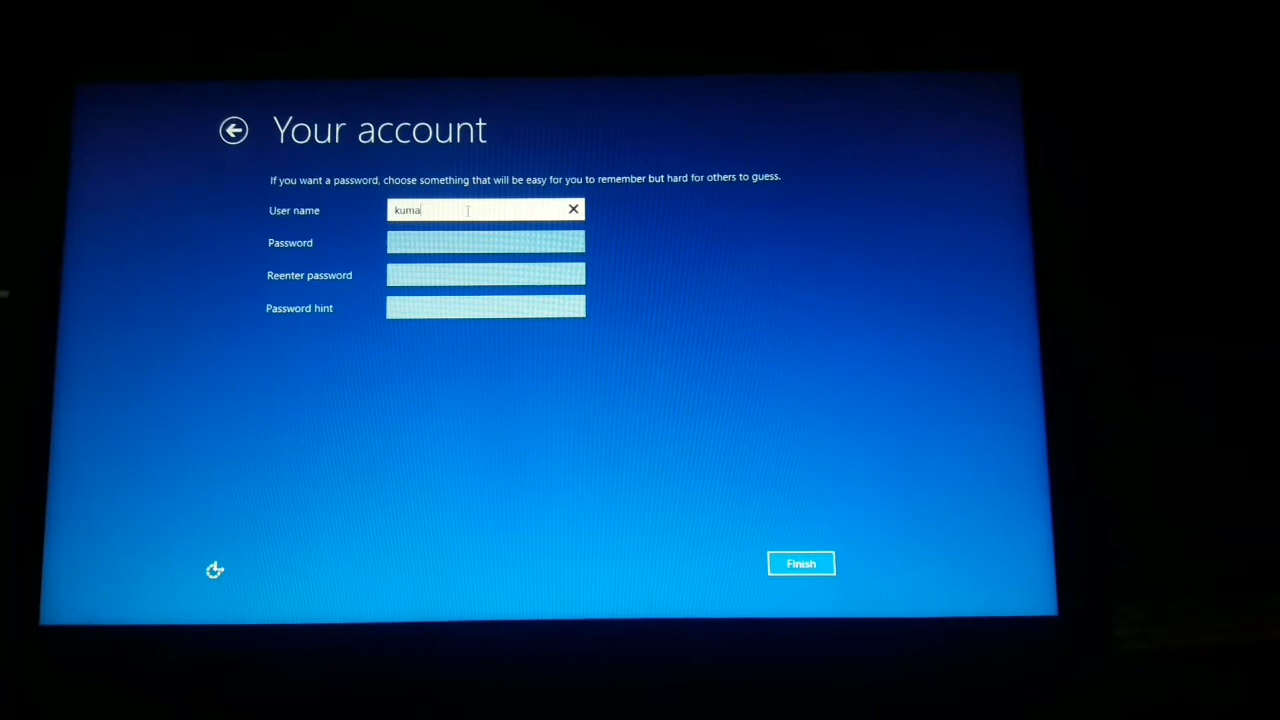 Your account
If you want a password, choose something that will be easy for you to remember but hard for others to guess.
User name kuma
Password
Reenter password
Password hint
Finish